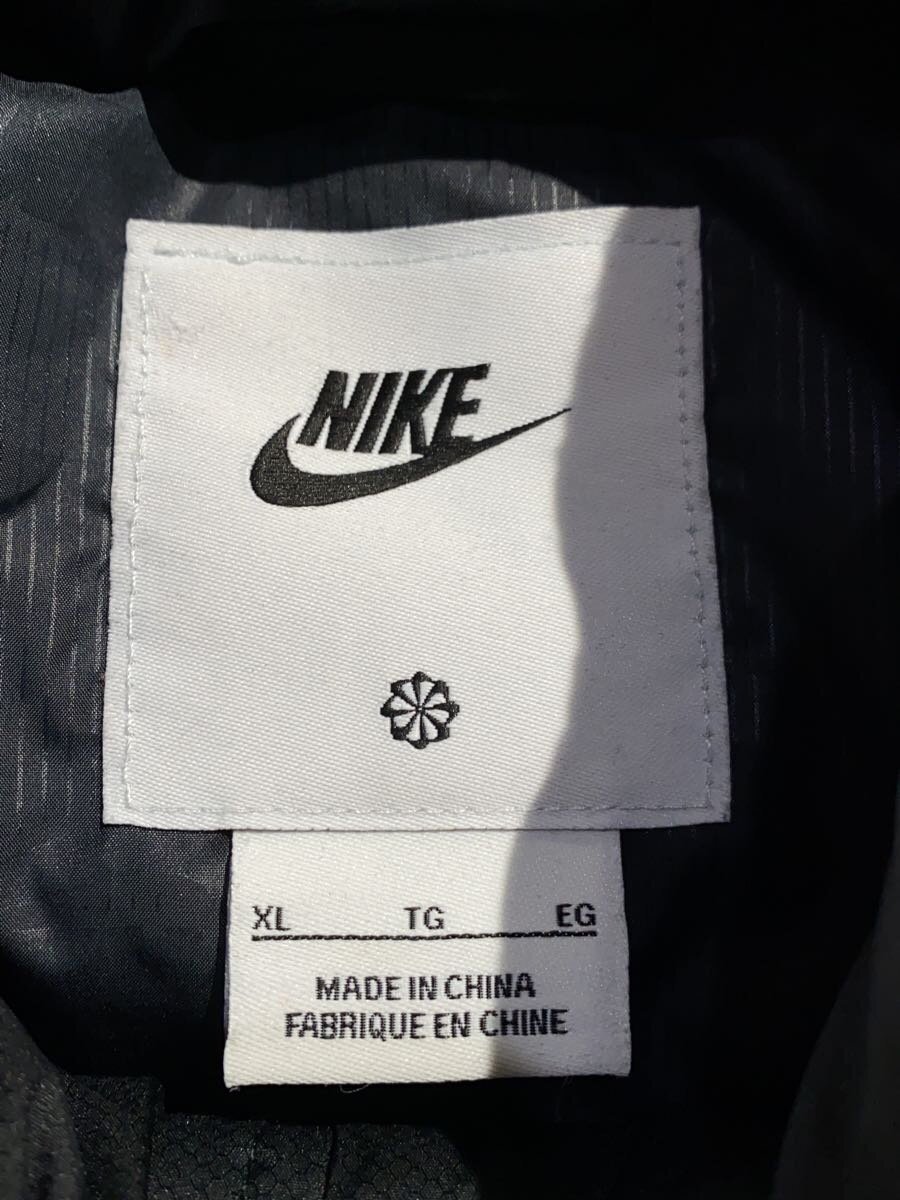 NIKE
XL TG EG
MADE IN CHINA
FABRIQUE EN CHINE